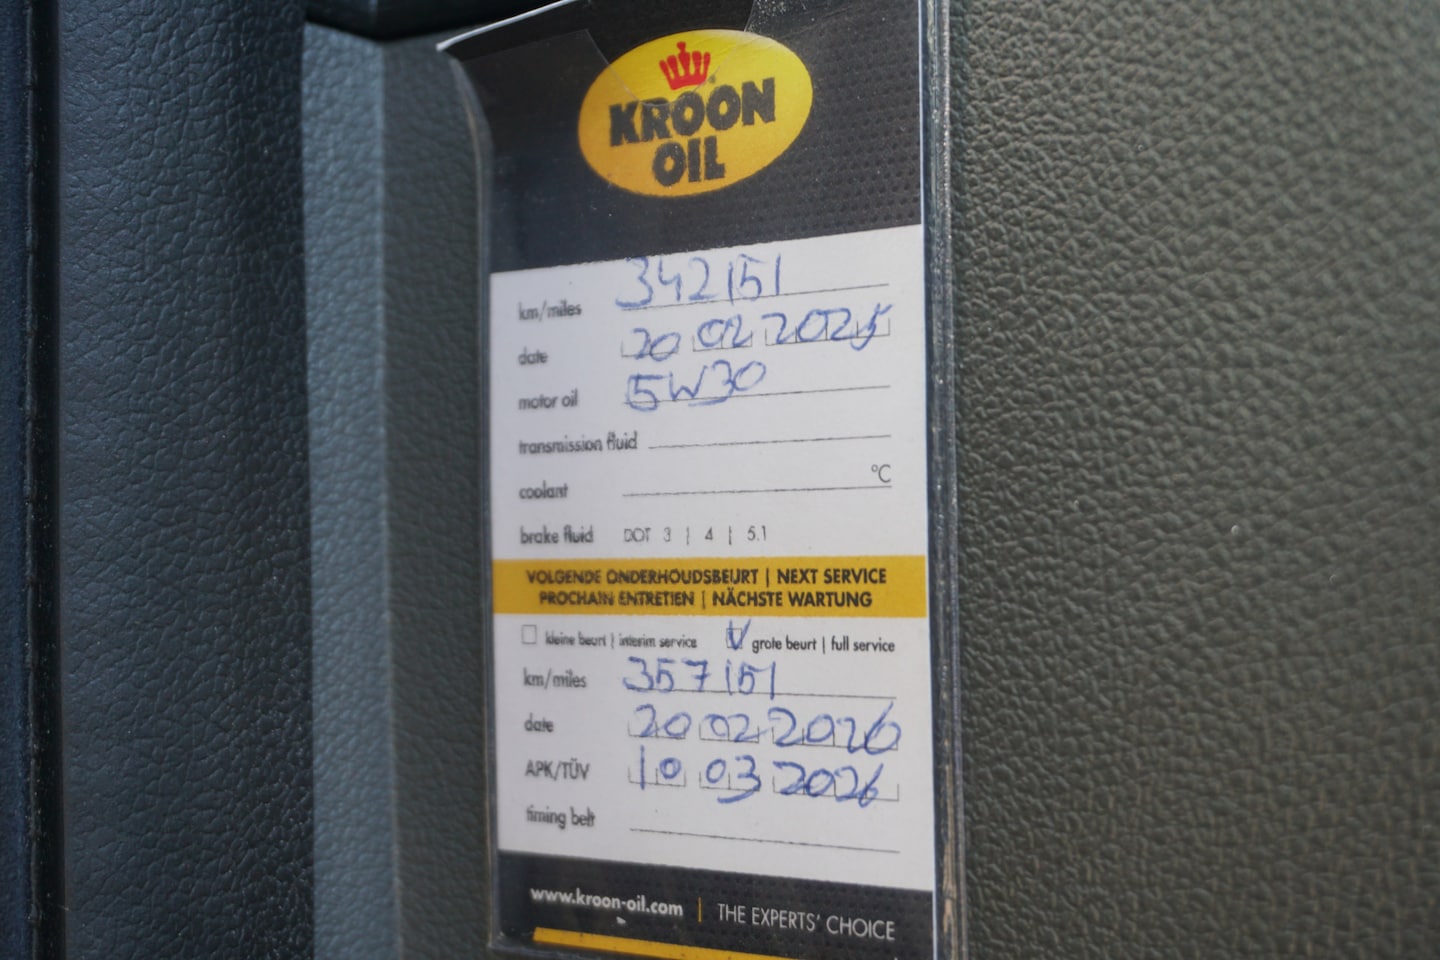 KROON
OIL
km/miles 342151
date 20 02 2025
motor oil 5W30
transmission fluid
coolant °C
brake fluid DOT 3 | 4 | 5.1
VOLGENDE ONDERHOUDSBEURT | NEXT SERVICE
PROCHAIN ENTRETIEN | NÄCHSTE WARTUNG
kleine beurt | interim service V grote beurt | full service
km/miles 357151
date 20 02 2026
APK/TÜV 10 03 2026
timing belt
www.kroon-oil.com | THE EXPERTS' CHOICE